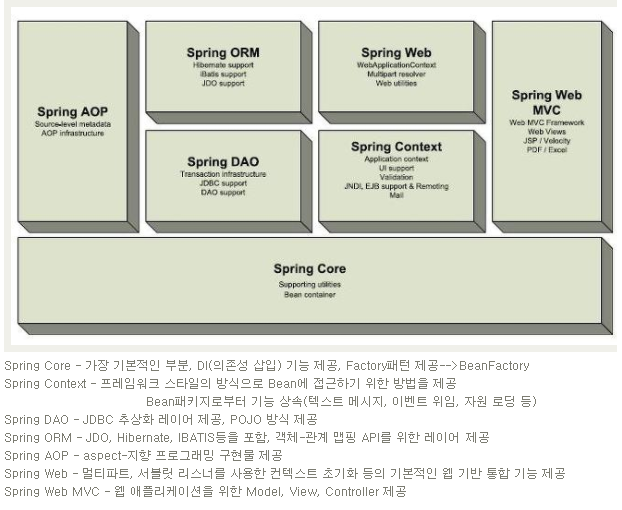 Spring AOP
Source-level metadata
AOP infrastructure
Spring ORM
Hibernate support
iBatis support
JDO support
Spring DAO
Transaction infrastructure
JDBC support
DAO support
Spring Web
WebApplicationContext
Multipart resolver
Web utilities
Spring Context
Application context
UI support
Validation
JNDI, EJB support & Remoting
Mail
Spring Web
MVC
Web MVC Framework
Web Views
JSP / Velocity
PDF / Excel
Spring Core
Supporting utilities
Bean container
Spring Core - 가장 기본적인 부분, DI(의존성 삽입) 기능 제공, Factory패턴 제공-->BeanFactory
Spring Context - 프레임워크 스타일의 방식으로 Bean에 접근하기 위한 방법을 제공
Bean패키지로부터 기능 상속(텍스트 메시지, 이벤트 위임, 자원 로딩 등)
Spring DAO - JDBC 추상화 레이어 제공, POJO 방식 제공
Spring ORM - JDO, Hibernate, IBATIS등을 포함, 객체-관계 맵핑 API를 위한 레이어 제공
Spring AOP - aspect-지향 프로그래밍 구현물 제공
Spring Web - 멀티파트, 서블릿 리스너를 사용한 컨텍스트 초기화 등의 기본적인 웹 기반 통합 기능 제공
Spring Web MVC - 웹 애플리케이션을 위한 Model, View, Controller 제공